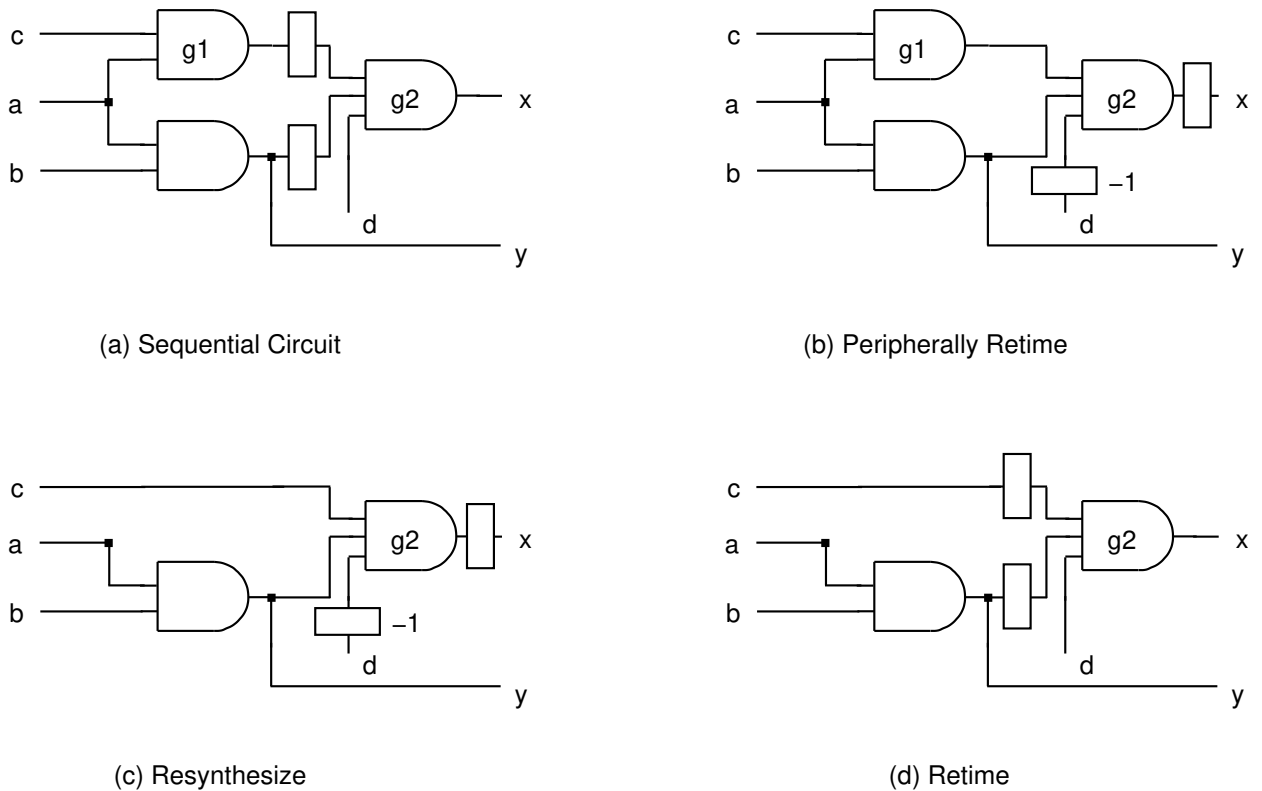 c
g1
a
g2
x
b
d
y
(a) Sequential Circuit
c
g1
a
g2
x
b
−1
d
y
(b) Peripherally Retime
c
a
g2
x
b
−1
d
y
(c) Resynthesize
c
a
g2
x
b
d
y
(d) Retime